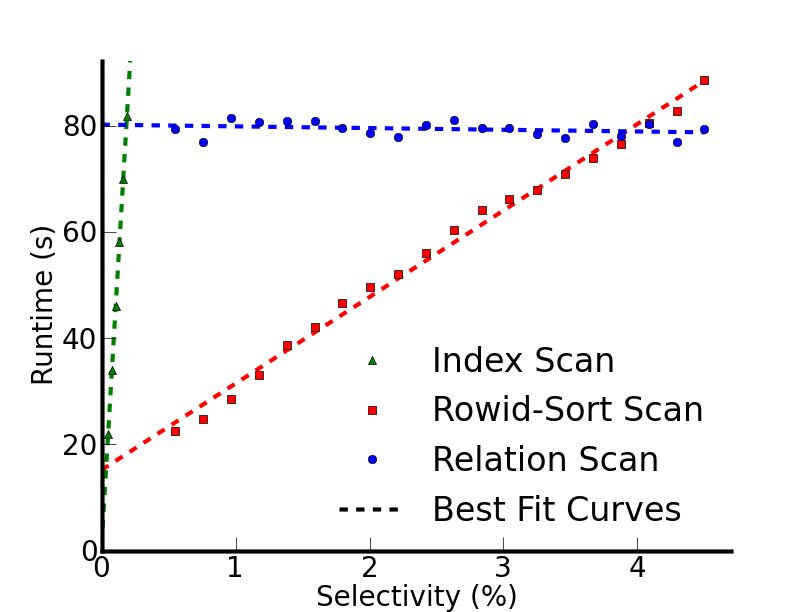 Runtime (s)
80
60
40
20
0
0 1 2 3 4
Selectivity (%)
Index Scan
Rowid-Sort Scan
Relation Scan
Best Fit Curves